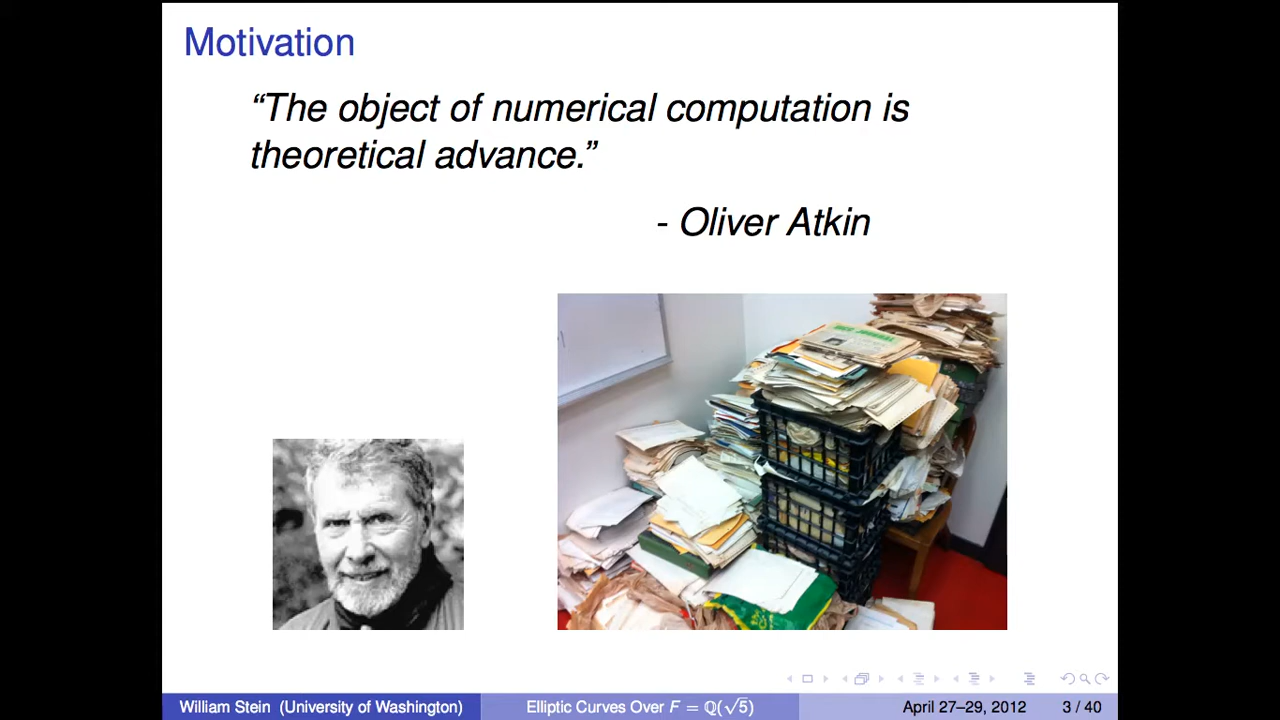 Motivation
“The object of numerical computation is
theoretical advance.”
- Oliver Atkin
William Stein (University of Washington)
Elliptic Curves Over F = ℚ(√5)
April 27–29, 2012
3 / 40